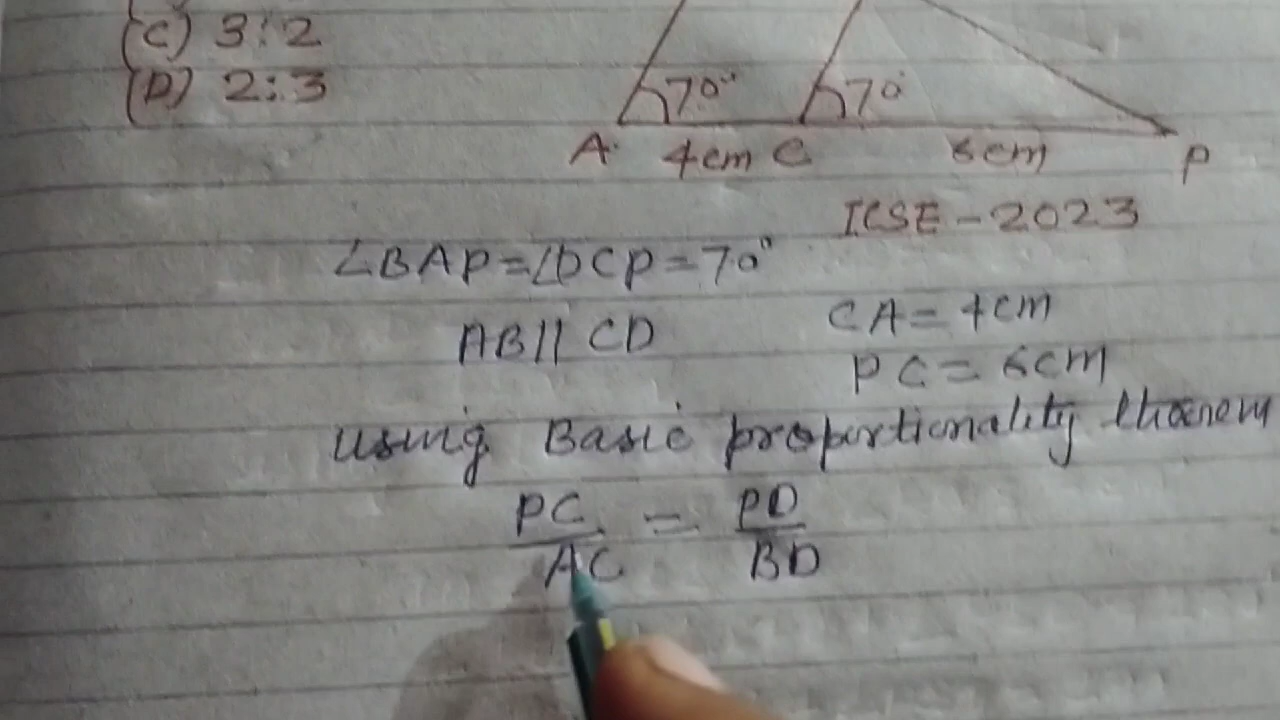 (C) 3:2
(D) 2:3
70°
70°
A 4cm C 6cm P
ICSE-2023
∠BAP=∠DCP=70°
AB||CD
CA=4cm
PC=6cm
using Basic proportionality theorem
PC/AC = PD/BD